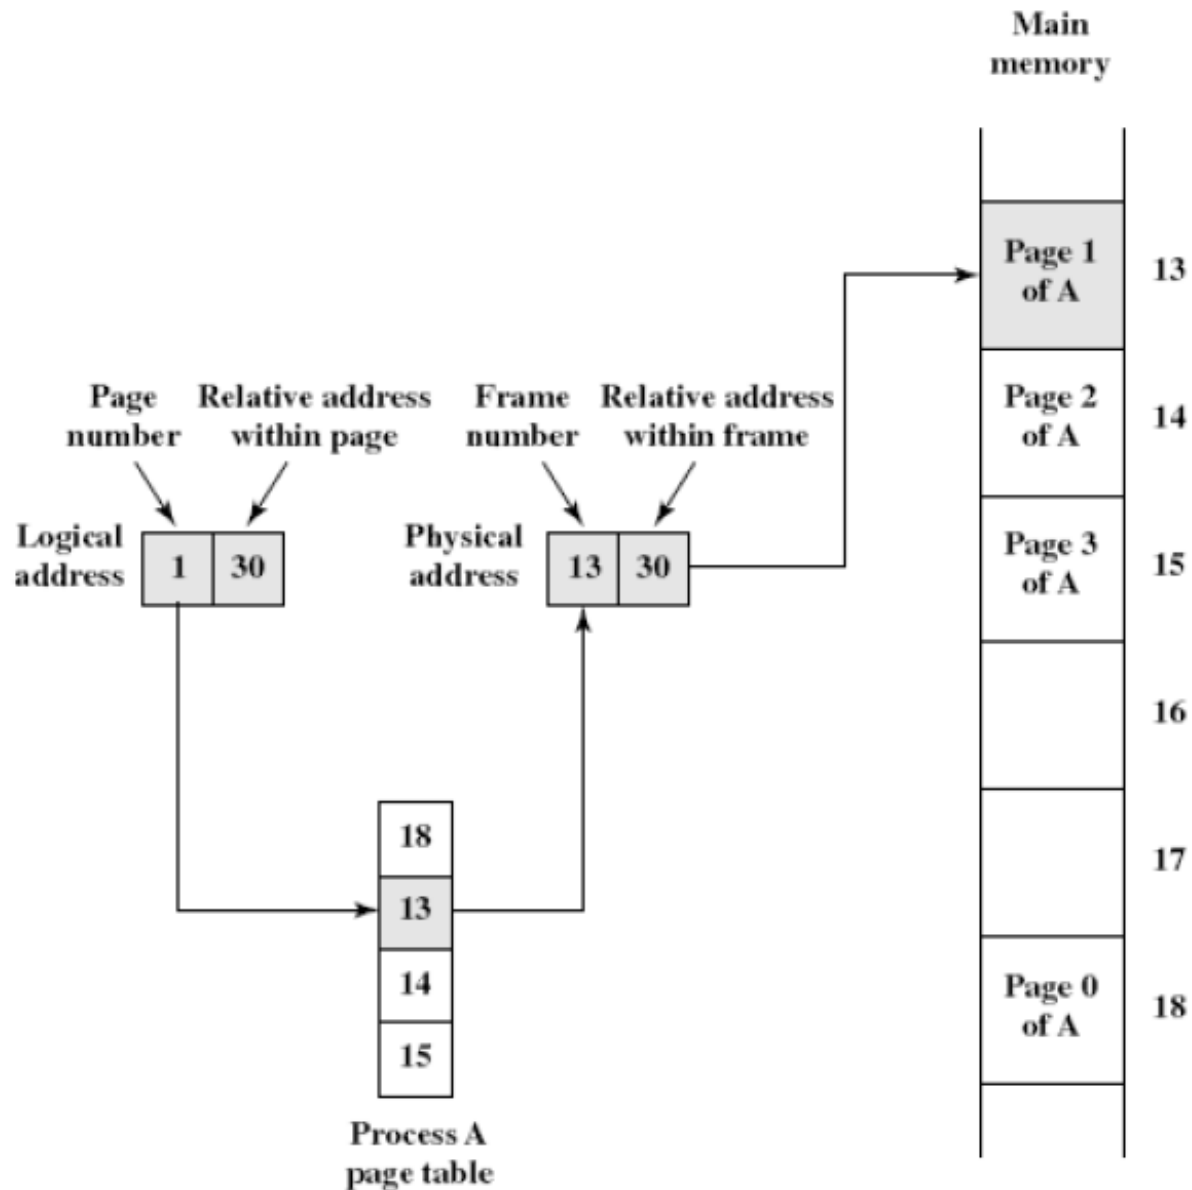 Main
memory
Page 1
of A
13
Page 2
of A
14
Page 3
of A
15
16
17
Page 0
of A
18
Page
number
Relative address
within page
Frame
number
Relative address
within frame
Logical
address
1 30
Physical
address
13 30
18
13
14
15
Process A
page table